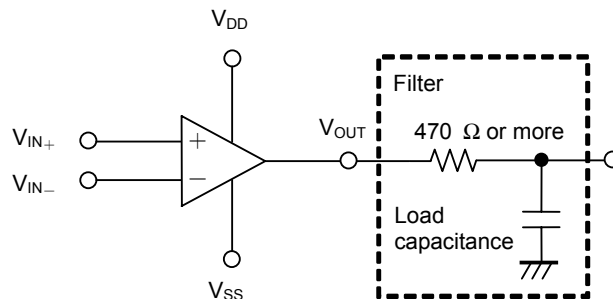 VDD
Filter
VIN+
VOUT
470 Ω or more
VIN−
+
−
Load
capacitance
VSS